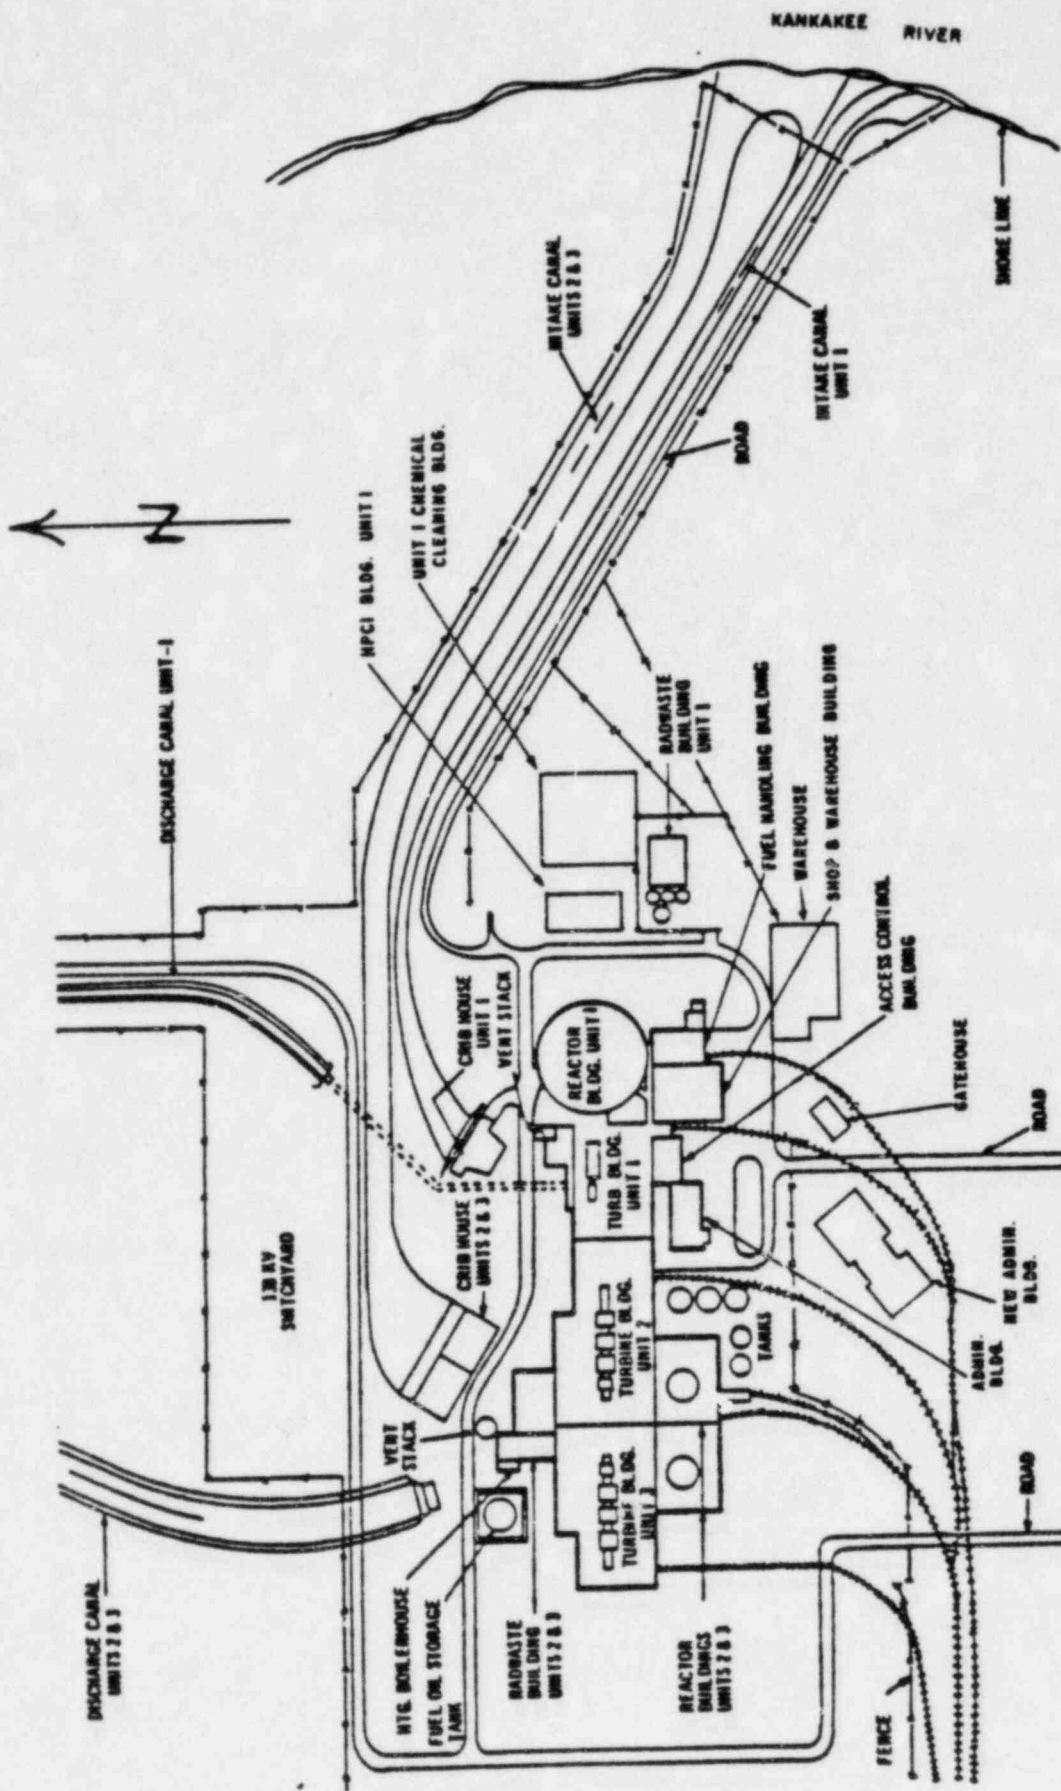 KANKAKEE RIVER
SHORE LINE
INTAKE CANAL
UNITS 2 & 3
INTAKE CANAL
UNIT 1
ROAD
N
UNIT 1 CHEMICAL
CLEANING BLDG.
HPCI BLDG. UNIT 1
DISCHARGE CANAL UNIT-1
RADWASTE
BUILDING
UNIT 1
FUEL HANDLING BUILDING
SHOP & WAREHOUSE BUILDING
WAREHOUSE
ACCESS CONTROL
BUILDING
GATEHOUSE
ROAD
CRIB HOUSE
UNIT 1
VENT STACK
REACTOR
BLDG. UNIT 1
TURB BLDG.
UNIT 1
CRIB HOUSE
UNITS 2 & 3
138 KV
SWITCHYARD
TURBINE BLDG.
UNIT 2
TANKS
NEW ADMIN.
BLDG.
ADMIN.
BLDG.
VENT
STACK
TURBINE BLDG.
UNIT 3
ROAD
DISCHARGE CANAL
UNITS 2 & 3
HTG. BOILERHOUSE
FUEL OIL STORAGE
TANK
RADWASTE
BUILDING
UNITS 2 & 3
REACTOR
BUILDINGS
UNITS 2 & 3
FENCE